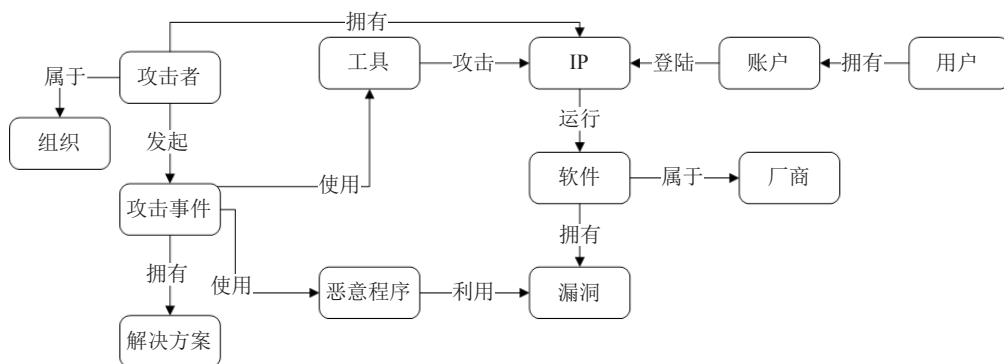 拥有
攻击者
工具
攻击
IP
登陆
账户
拥有
用户
属于
组织
发起
运行
使用
软件
属于
厂商
攻击事件
拥有
拥有
使用
恶意程序
利用
漏洞
解决方案